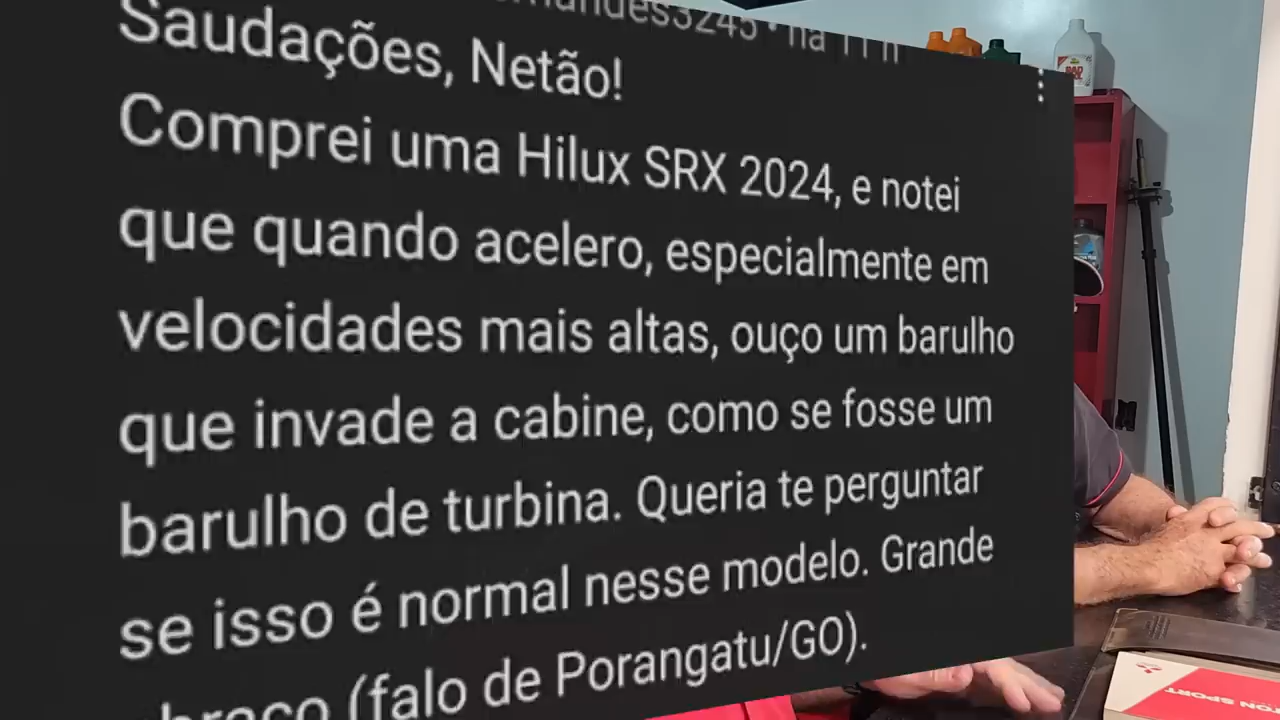 há 11 h
Saudações, Netão!
Comprei uma Hilux SRX 2024, e notei
que quando acelero, especialmente em
velocidades mais altas, ouço um barulho
que invade a cabine, como se fosse um
barulho de turbina. Queria te perguntar
se isso é normal nesse modelo. Grande
(falo de Porangatu/GO).